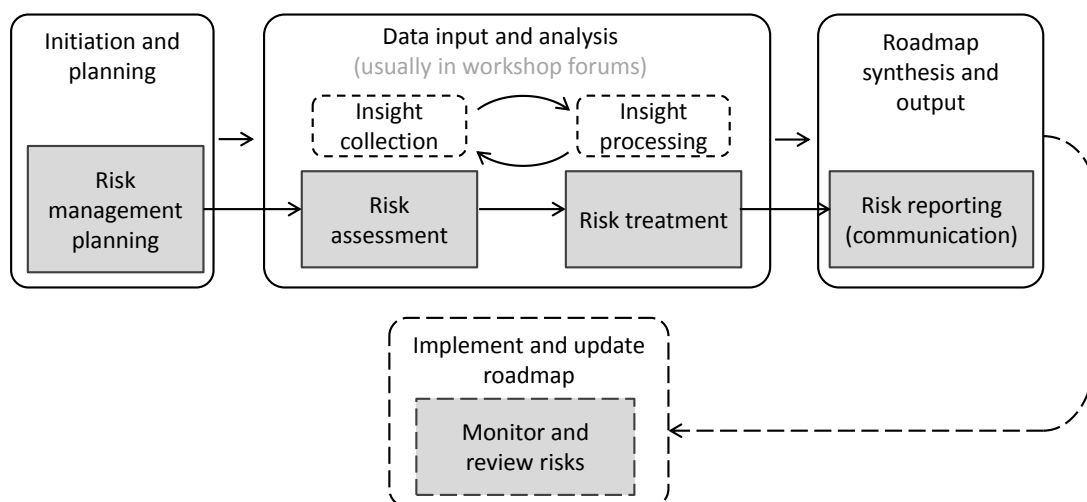 Initiation and
planning
Risk
management
planning
Data input and analysis
(usually in workshop forums)
Insight
collection
Insight
processing
Risk
assessment
Risk treatment
Roadmap
synthesis and
output
Risk reporting
(communication)
Implement and update
roadmap
Monitor and
review risks